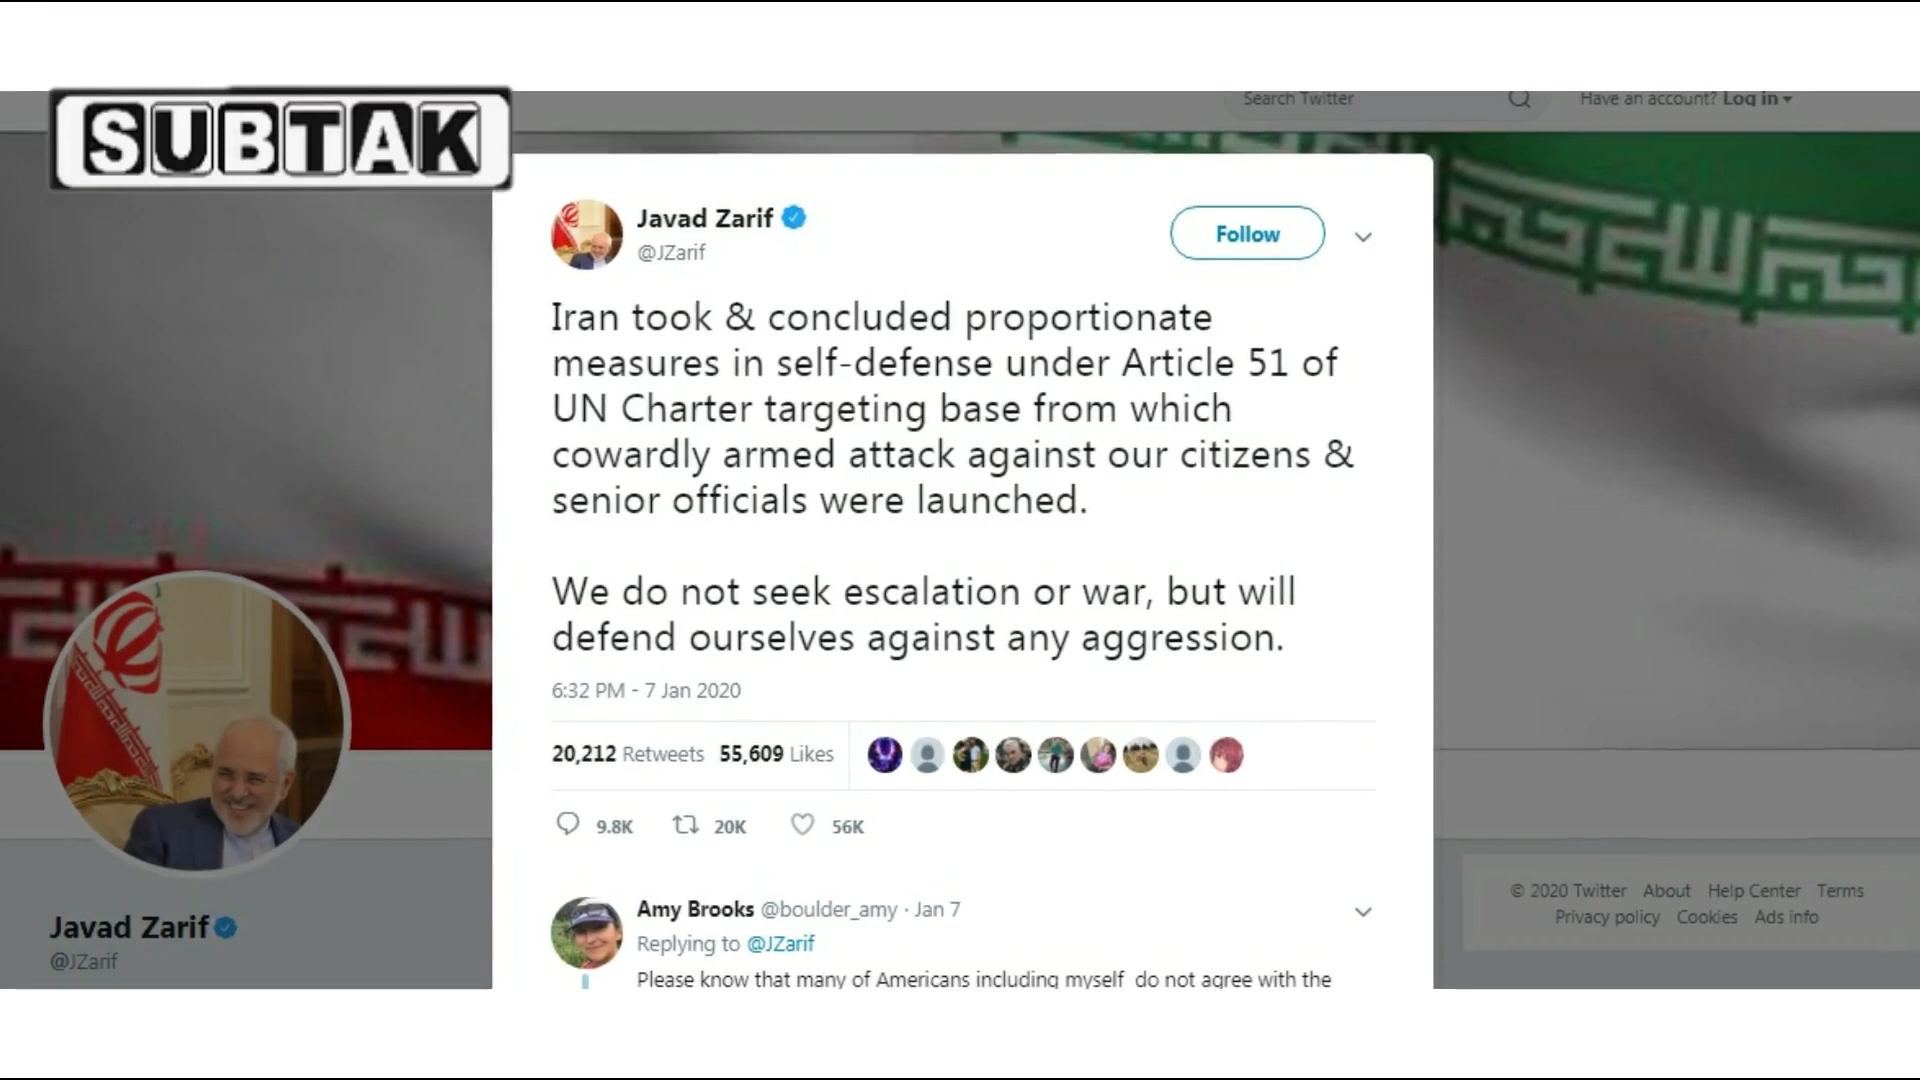 SUBTAK
Search Twitter
Have an account? Log in
Javad Zarif
@JZarif
Follow
Iran took & concluded proportionate
measures in self-defense under Article 51 of
UN Charter targeting base from which
cowardly armed attack against our citizens &
senior officials were launched.
We do not seek escalation or war, but will
defend ourselves against any aggression.
6:32 PM - 7 Jan 2020
20,212 Retweets 55,609 Likes
9.8K 20K 56K
Amy Brooks @boulder_amy · Jan 7
Replying to @JZarif
Please know that many of Americans including myself do not agree with the
Javad Zarif
@JZarif
© 2020 Twitter About Help Center Terms
Privacy policy Cookies Ads info